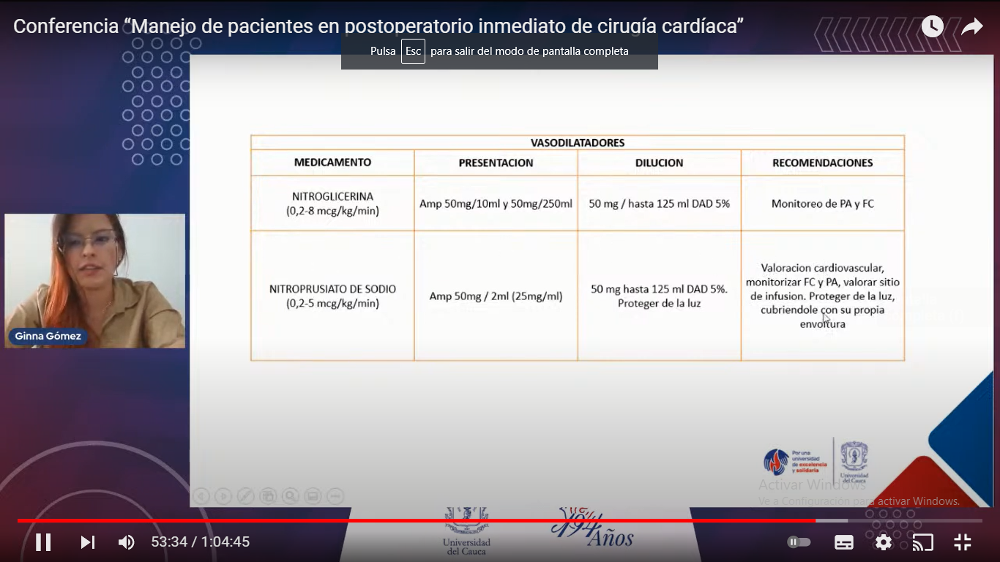 Conferencia “Manejo de pacientes en postoperatorio inmediato de cirugía cardíaca”
Pulsa Esc para salir del modo de pantalla completa
VASODILATADORES
MEDICAMENTO PRESENTACION DILUCION RECOMENDACIONES
NITROGLICERINA
(0,2-8 mcg/kg/min)
Amp 50mg/10ml y 50mg/250ml
50 mg / hasta 125 ml DAD 5%
Monitoreo de PA y FC
NITROPRUSIATO DE SODIO
(0,2-5 mcg/kg/min)
Amp 50mg / 2ml (25mg/ml)
50 mg hasta 125 ml DAD 5%.
Proteger de la luz
Valoracion cardiovascular,
monitorizar FC y PA, valorar sitio
de infusion. Proteger de la luz,
cubriendole con su propia
envoltura
Ginna Gómez
Por una
universidad
de excelencia
y solidaria
Universidad
del Cauca
Activar Windows
Ve a Configuración para activar Windows.
Universidad
del Cauca
194
Años
53:34 / 1:04:45